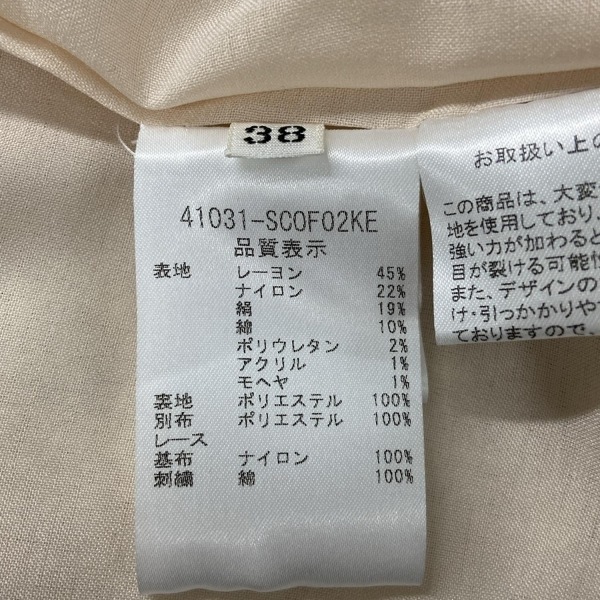 38
41031-SCOF02KE
品質表示
表地 レーヨン 45%
ナイロン 22%
絹 19%
綿 10%
ポリウレタン 2%
アクリル 1%
モヘヤ 1%
裏地 ポリエステル 100%
別布 ポリエステル 100%
レース
基布 ナイロン 100%
刺繍 綿 100%
お取扱い上の
この商品は、大変
地を使用しており、
強い力が加わると
目が裂ける可能性
また、デザインの
け・引っかかりや
ておりますので